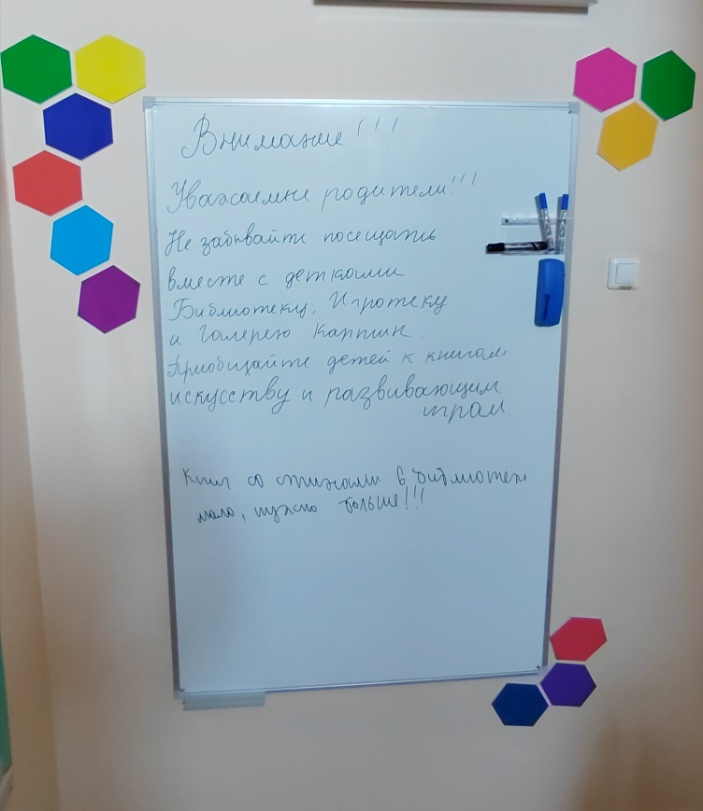 Внимание!!!
Уважаемые родители!!!
Не забывайте посещать
вместе с детками
Библиотеку, Игротеку
и Галерею Картин.
Приобщайте детей к книгам
искусству и развивающим
играм.
Книг со стихами в библиотеке
мало, нужно больше!!!